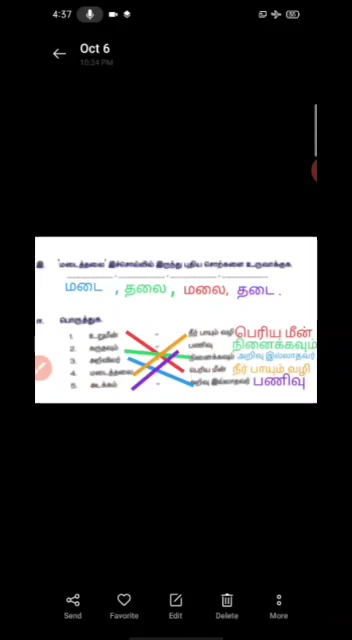 4:37
Oct 6
10:24 PM
இ. 'மடைத்தலை' இச்சொல்லில் இருந்து புதிய சொற்களை உருவாக்குக.
மடை , தலை , மலை, தடை .
ஈ. பொருத்துக.
1. உறுமீன் - நீர் பாயும் வழி பெரிய மீன்
2. கருதவும் - பணிவு நினைக்கவும்
3. அறிவிலர் நினைக்கவும் அறிவு இல்லாதவர்
4. மடைத்தலை - பெரிய மீன் நீர் பாயும் வழி
5. அடக்கம் - அறிவு இல்லாதவர் பணிவு
Send Favorite Edit Delete More